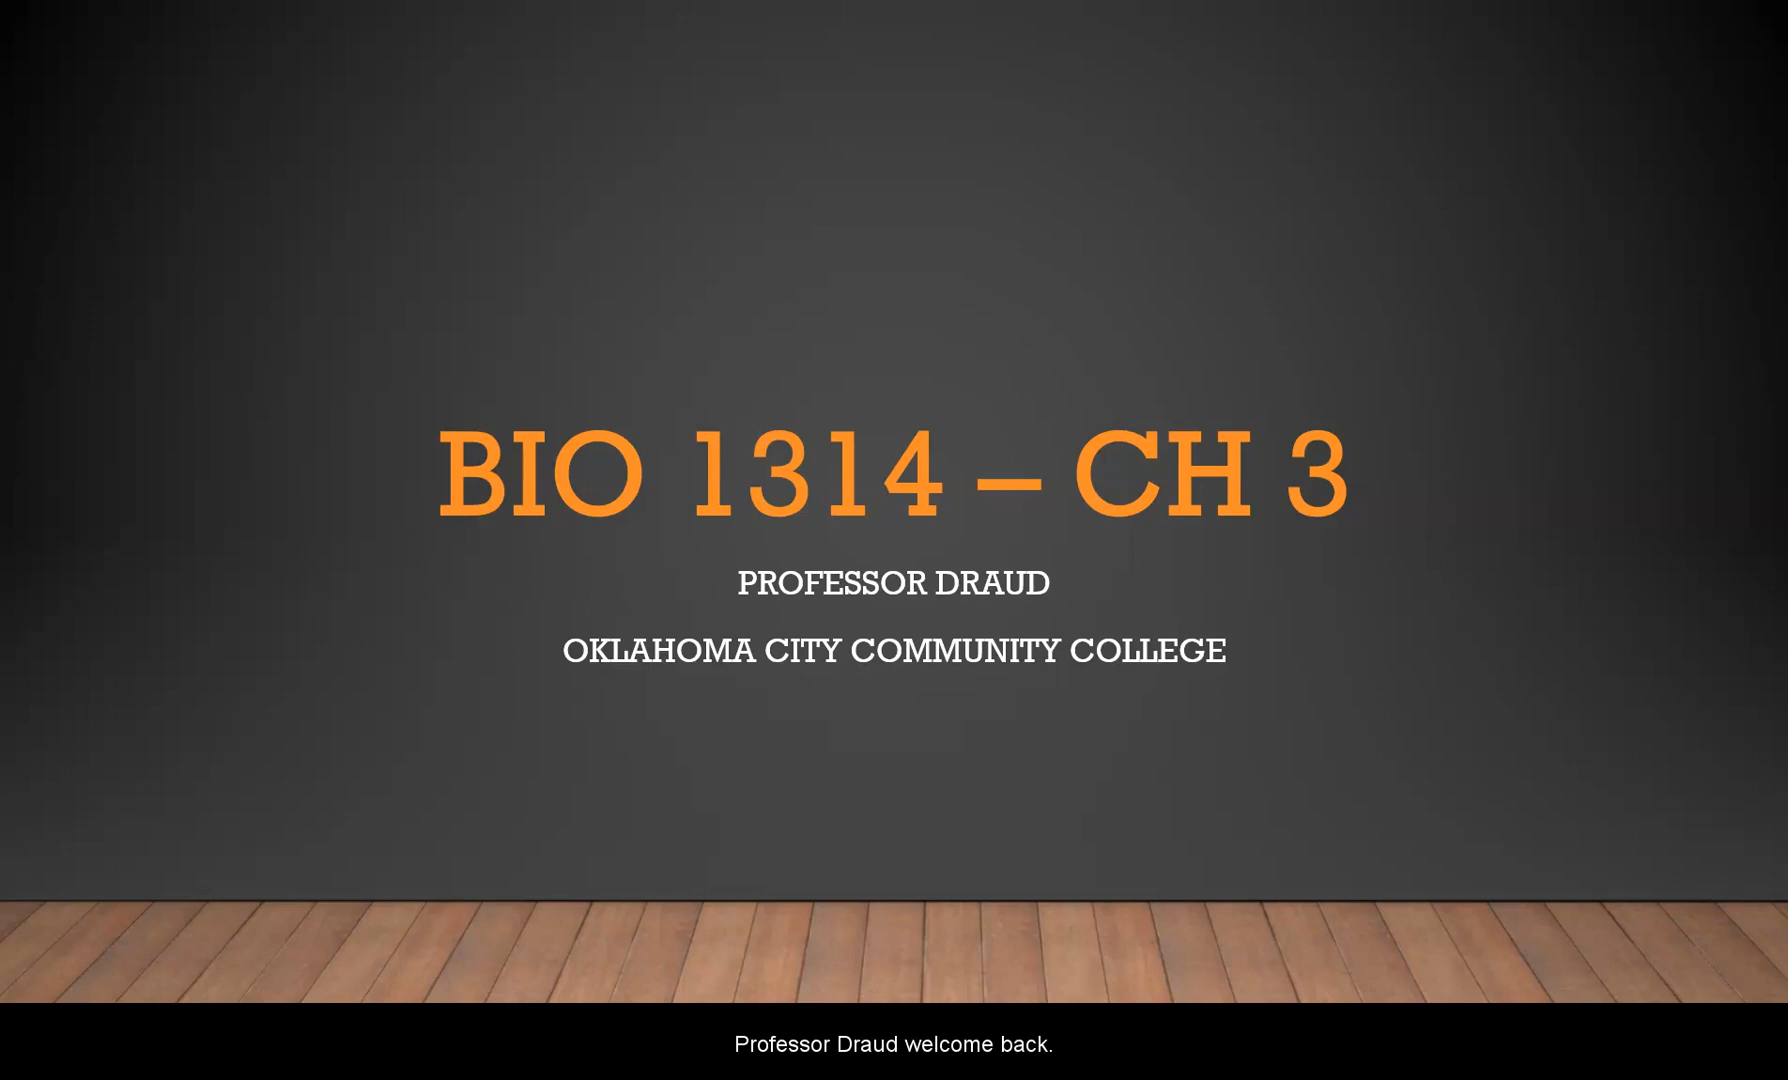 BIO 1314 – CH 3
PROFESSOR DRAUD
OKLAHOMA CITY COMMUNITY COLLEGE
Professor Draud welcome back.